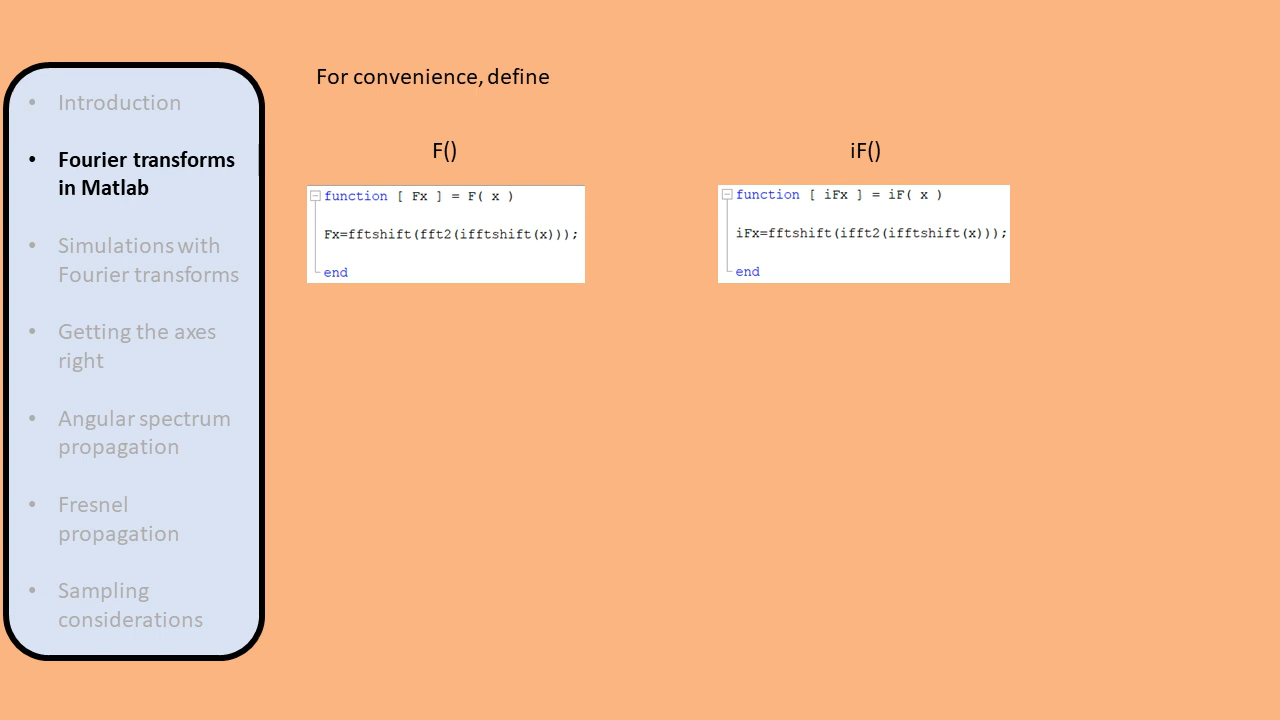 • Introduction
• Fourier transforms
in Matlab
• Simulations with
Fourier transforms
• Getting the axes
right
• Angular spectrum
propagation
• Fresnel
propagation
• Sampling
considerations
For convenience, define
F()
function [ Fx ] = F( x )
Fx=fftshift(fft2(ifftshift(x)));
end
iF()
function [ iFx ] = iF( x )
iFx=fftshift(ifft2(ifftshift(x)));
end